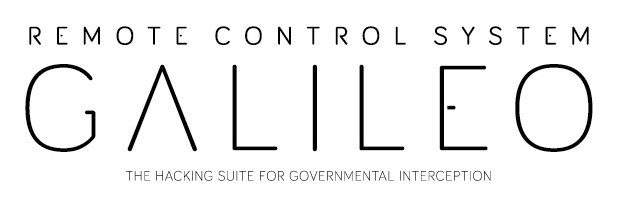 REMOTE CONTROL SYSTEM
GALILEO
THE HACKING SUITE FOR GOVERNMENTAL INTERCEPTION